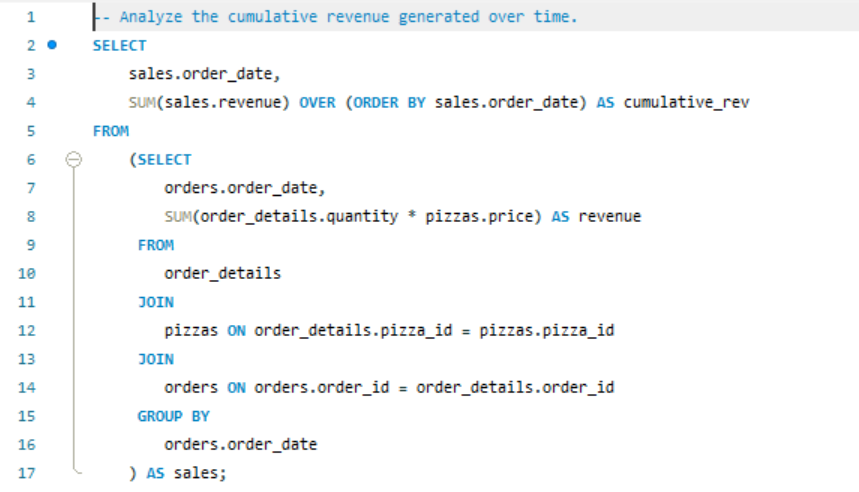 1 -- Analyze the cumulative revenue generated over time.
2 SELECT
3 sales.order_date,
4 SUM(sales.revenue) OVER (ORDER BY sales.order_date) AS cumulative_rev
5 FROM
6 (SELECT
7 orders.order_date,
8 SUM(order_details.quantity * pizzas.price) AS revenue
9 FROM
10 order_details
11 JOIN
12 pizzas ON order_details.pizza_id = pizzas.pizza_id
13 JOIN
14 orders ON orders.order_id = order_details.order_id
15 GROUP BY
16 orders.order_date
17 ) AS sales;